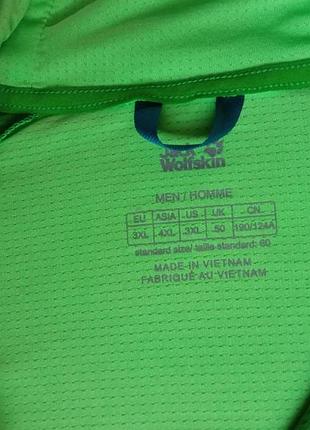 Jack
Wolfskin
MEN / HOMME
EU ASIA US UK CN
3XL 4XL 3XL 50 190/124A
standard size/ taille standard: 60
MADE IN VIETNAM
FABRIQUÉ AU VIETNAM